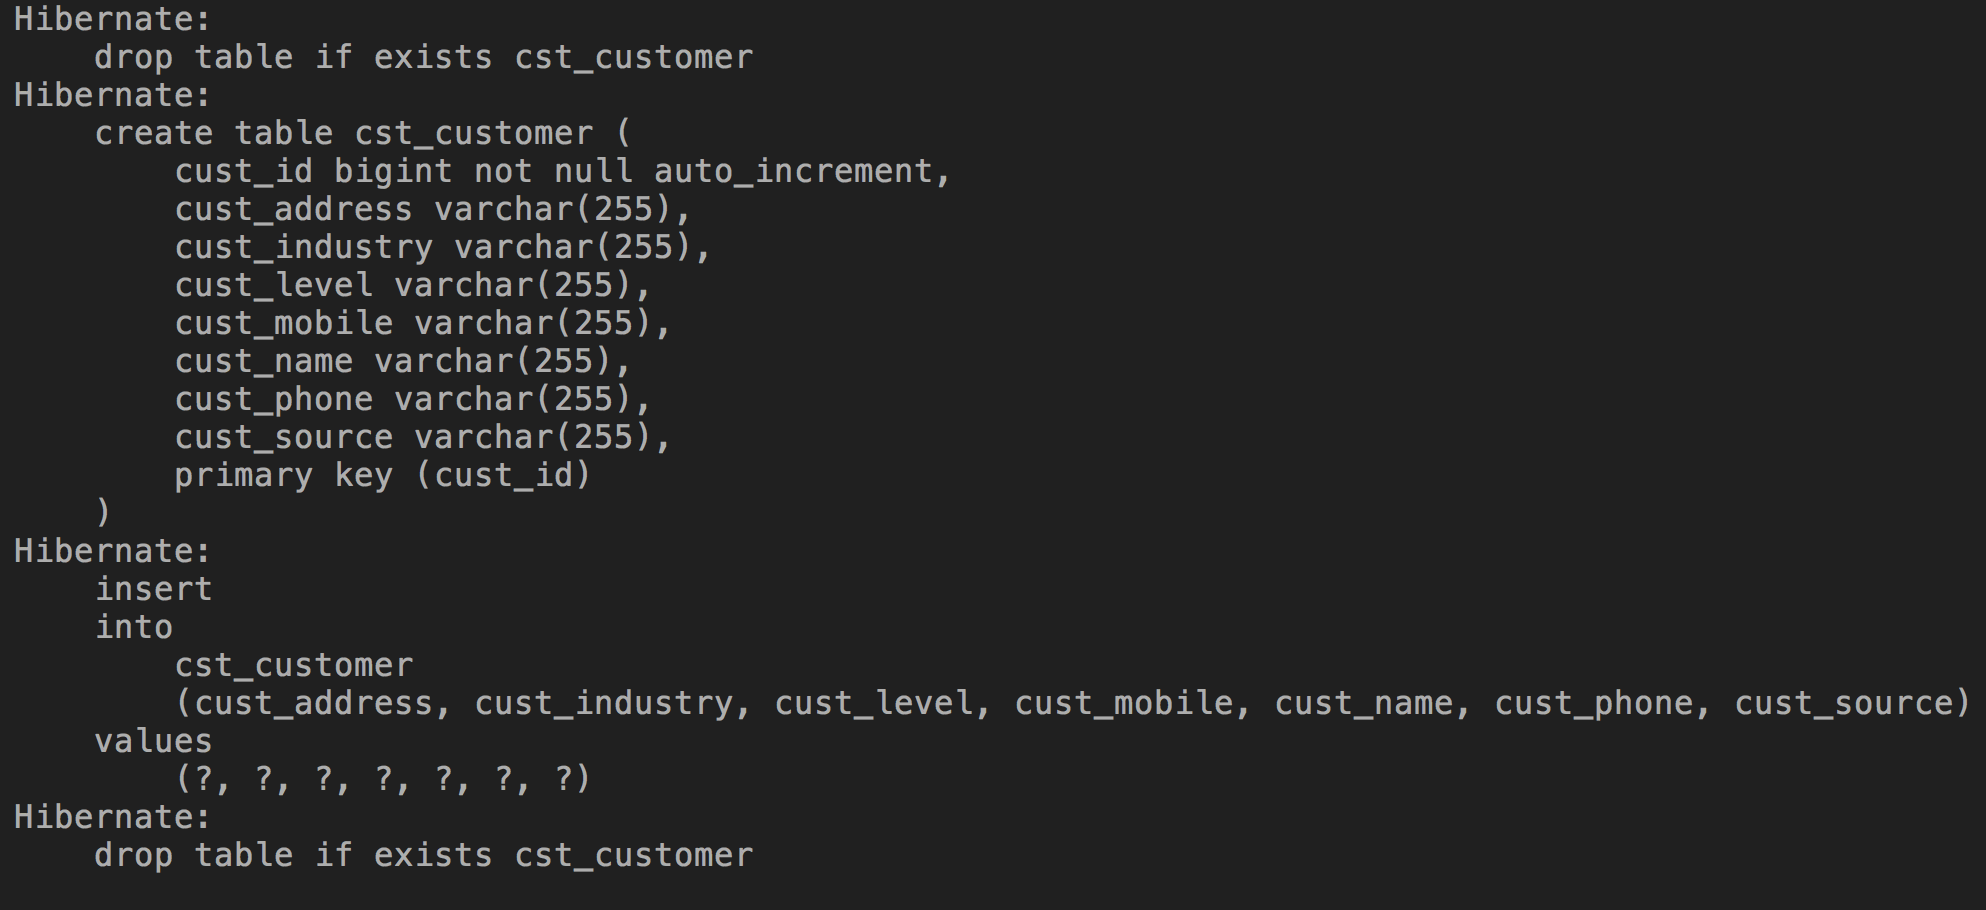 Hibernate:
    drop table if exists cst_customer
Hibernate:
    create table cst_customer (
        cust_id bigint not null auto_increment,
        cust_address varchar(255),
        cust_industry varchar(255),
        cust_level varchar(255),
        cust_mobile varchar(255),
        cust_name varchar(255),
        cust_phone varchar(255),
        cust_source varchar(255),
        primary key (cust_id)
    )
Hibernate:
    insert
    into
        cst_customer
        (cust_address, cust_industry, cust_level, cust_mobile, cust_name, cust_phone, cust_source)
    values
        (?, ?, ?, ?, ?, ?, ?)
Hibernate:
    drop table if exists cst_customer